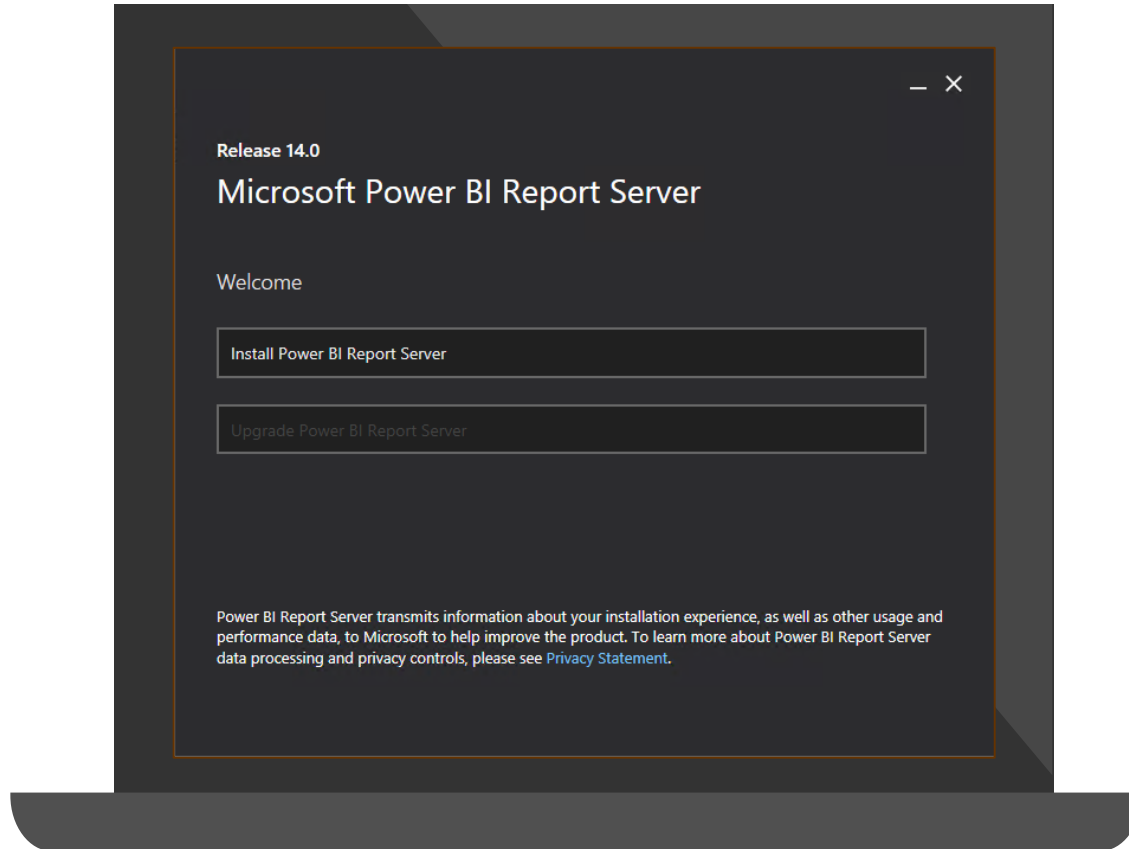 Release 14.0
Microsoft Power BI Report Server
Welcome
Install Power BI Report Server
Upgrade Power BI Report Server
Power BI Report Server transmits information about your installation experience, as well as other usage and
performance data, to Microsoft to help improve the product. To learn more about Power BI Report Server
data processing and privacy controls, please see Privacy Statement.